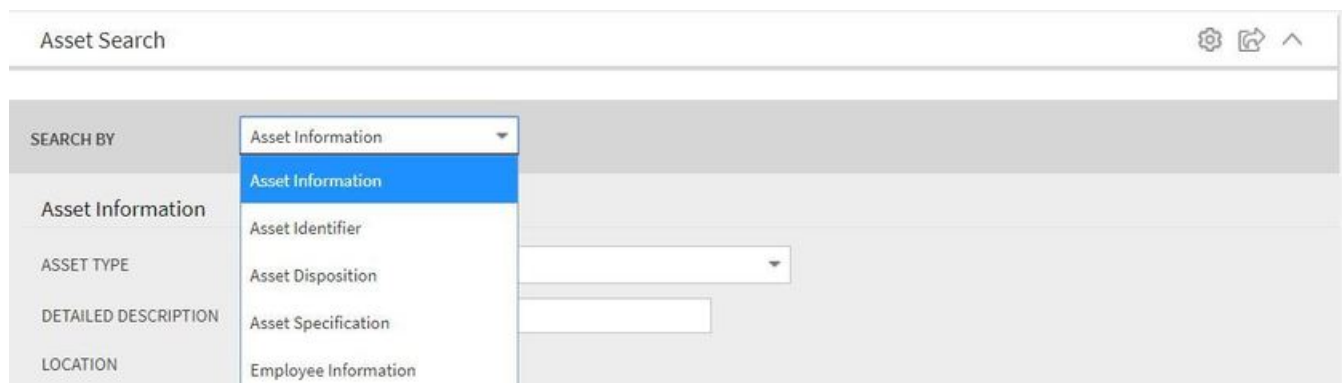 Asset Search
SEARCH BY
Asset Information
Asset Information
Asset Information
Asset Identifier
ASSET TYPE
Asset Disposition
DETAILED DESCRIPTION
Asset Specification
LOCATION
Employee Information